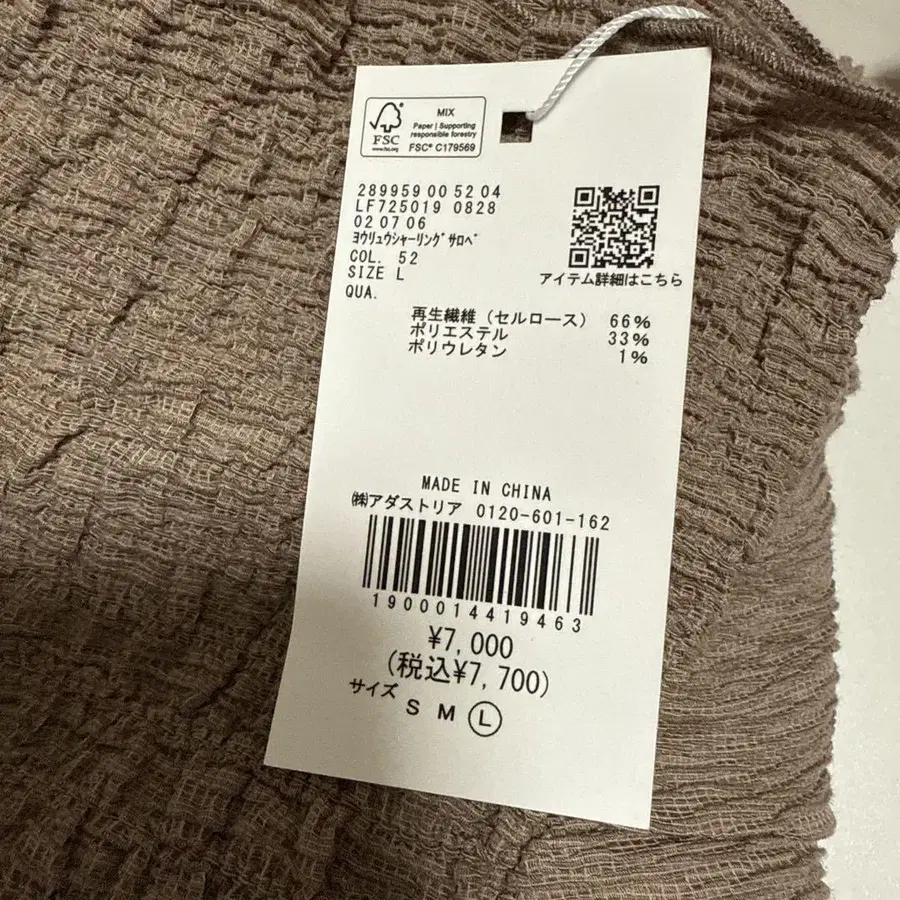 MIX
Paper | Supporting
responsible forestry
FSC
www.fsc.org
FSC® C179569
289959 00 52 04
LF725019 0828
02 07 06
ﾖｳﾘｭｳｼｬｰﾘﾝｸﾞｻﾛﾍﾟ
COL. 52
SIZE L
QUA.
アイテム詳細はこちら
再生繊維（セルロース） 66%
ポリエステル 33%
ポリウレタン 1%
MADE IN CHINA
㈱アダストリア 0120-601-162
1900014419463
¥7,000
(税込¥7,700)
サイズ
S M L